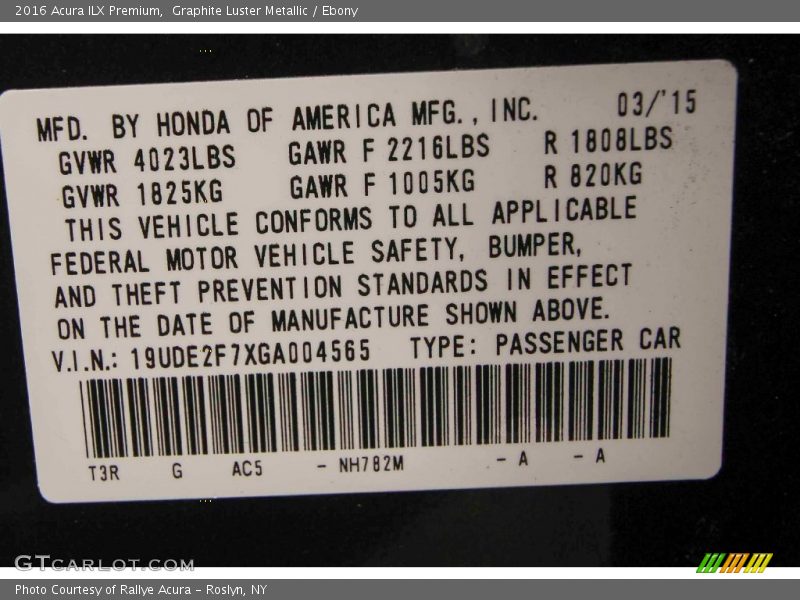 2016 Acura ILX Premium,  Graphite Luster Metallic / Ebony
MFD. BY HONDA OF AMERICA MFG., INC. 03/'15
GVWR 4023LBS GAWR F 2216LBS R 1808LBS
GVWR 1825KG GAWR F 1005KG R 820KG
THIS VEHICLE CONFORMS TO ALL APPLICABLE
FEDERAL MOTOR VEHICLE SAFETY, BUMPER,
AND THEFT PREVENTION STANDARDS IN EFFECT
ON THE DATE OF MANUFACTURE SHOWN ABOVE.
V.I.N.: 19UDE2F7XGA004565 TYPE: PASSENGER CAR
T3R G AC5 - NH782M - A - A
GTCARLOT.COM
Photo Courtesy of Rallye Acura – Roslyn, NY